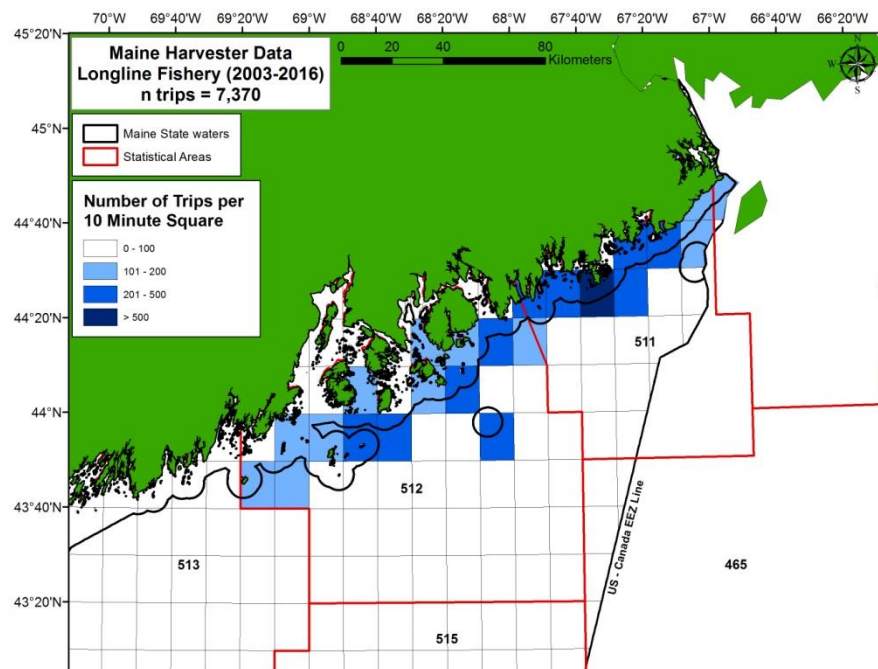 70°W 69°40' 69°20' 69°W 68°40' 68°20' 68°W 67°40' 67°20' 67°W 66°40' 66°20'
45°20'N
45°N
44°40'N
44°20'N
44°N
43°40'N
43°20'N
Maine Harvester Data
Longline Fishery (2003-2016)
n trips = 7,370
0 20 40 80
Kilometers
N
W E
S
Maine State waters
Statistical Areas
Number of Trips per
10 Minute Square
0 - 100
101 - 200
201 - 500
> 500
511
512
513
465
515
US - Canada EEZ Line